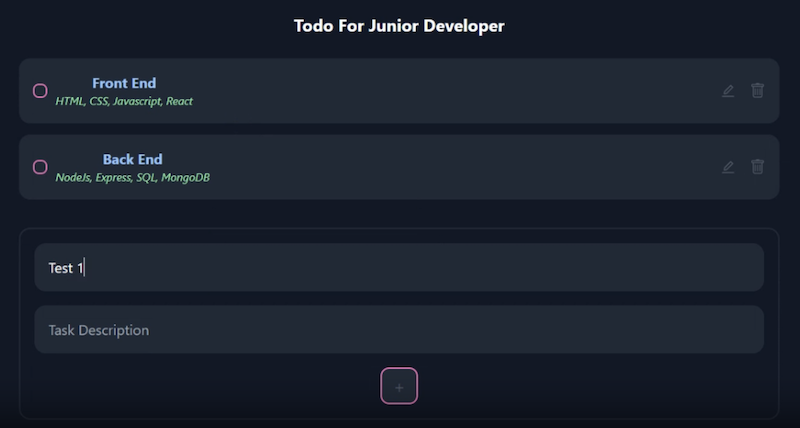 Todo For Junior Developer
Front End
HTML, CSS, Javascript, React
Back End
NodeJs, Express, SQL, MongoDB
Test 1
Task Description
+